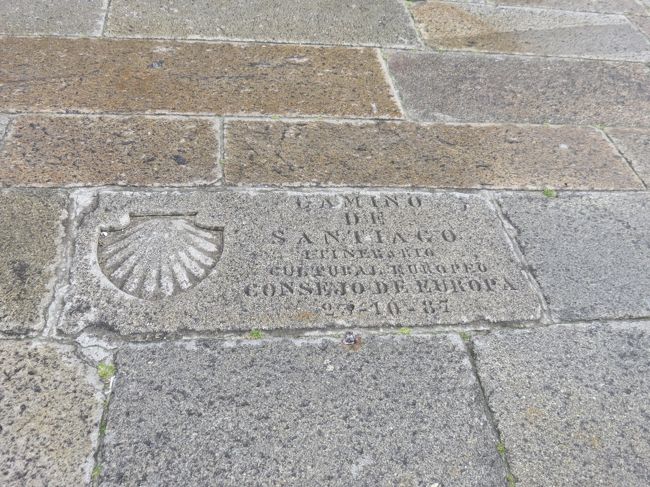 CAMINO
DE
SANTIAGO
ITINERARIO
CULTURAL EUROPEO
CONSEJO DE EUROPA
23-10-87